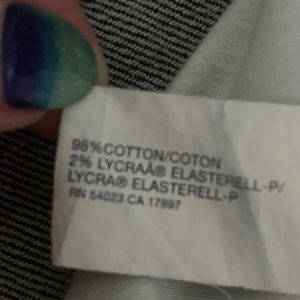 98%COTTON/COTON
2% LYCRAÂ® ELASTERELL-P/
LYCRA® ELASTERELL-P
RN 54023 CA 17897